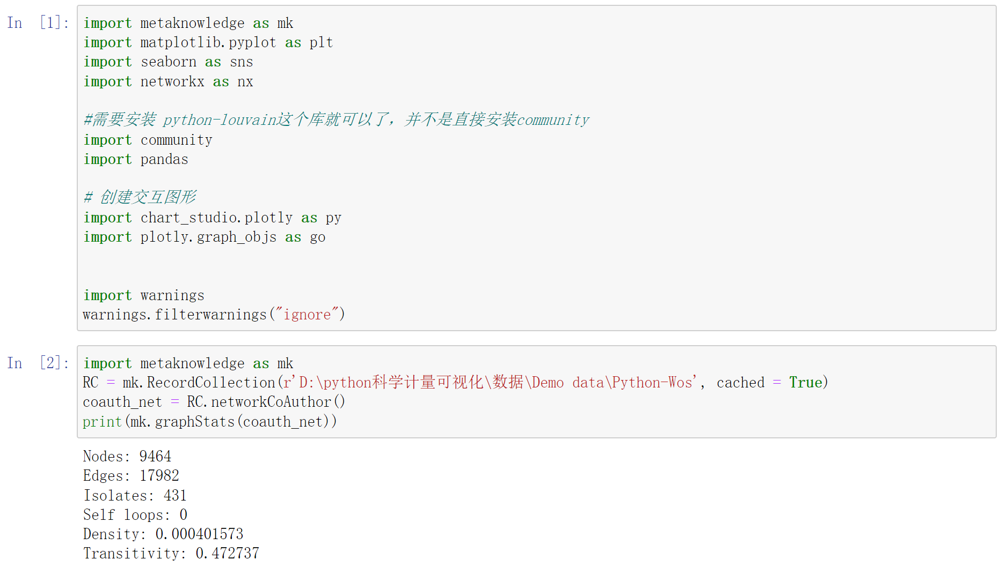 In [1]:
import metaknowledge as mk
import matplotlib.pyplot as plt
import seaborn as sns
import networkx as nx
#需要安装 python-louvain这个库就可以了，并不是直接安装community
import community
import pandas
# 创建交互图形
import chart_studio.plotly as py
import plotly.graph_objs as go
import warnings
warnings.filterwarnings("ignore")
In [2]:
import metaknowledge as mk
RC = mk.RecordCollection(r'D:\python科学计量可视化\数据\Demo data\Python-Wos', cached = True)
coauth_net = RC.networkCoAuthor()
print(mk.graphStats(coauth_net))
Nodes: 9464
Edges: 17982
Isolates: 431
Self loops: 0
Density: 0.000401573
Transitivity: 0.472737